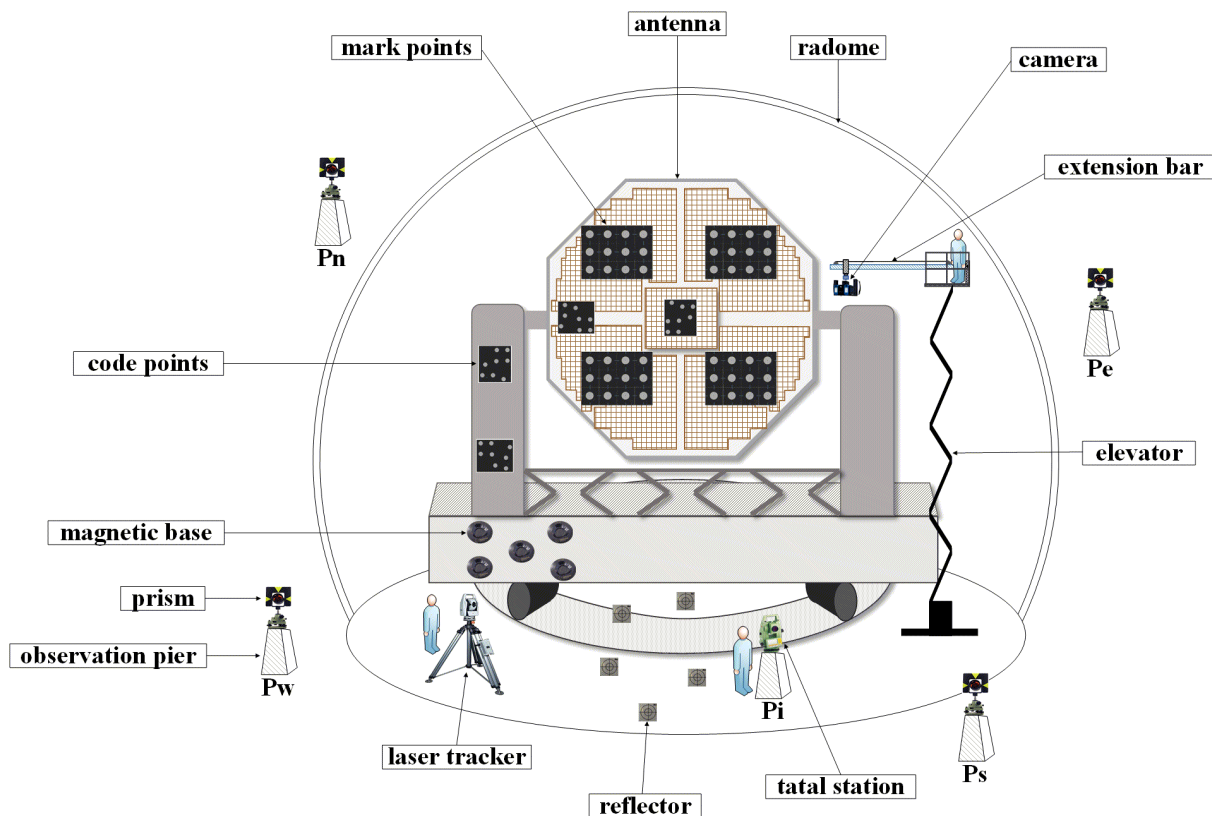 antenna
mark points
radome
camera
extension bar
Pn
Pe
code points
elevator
magnetic base
prism
observation pier
Pw
Pi
laser tracker
Ps
tatal station
reflector